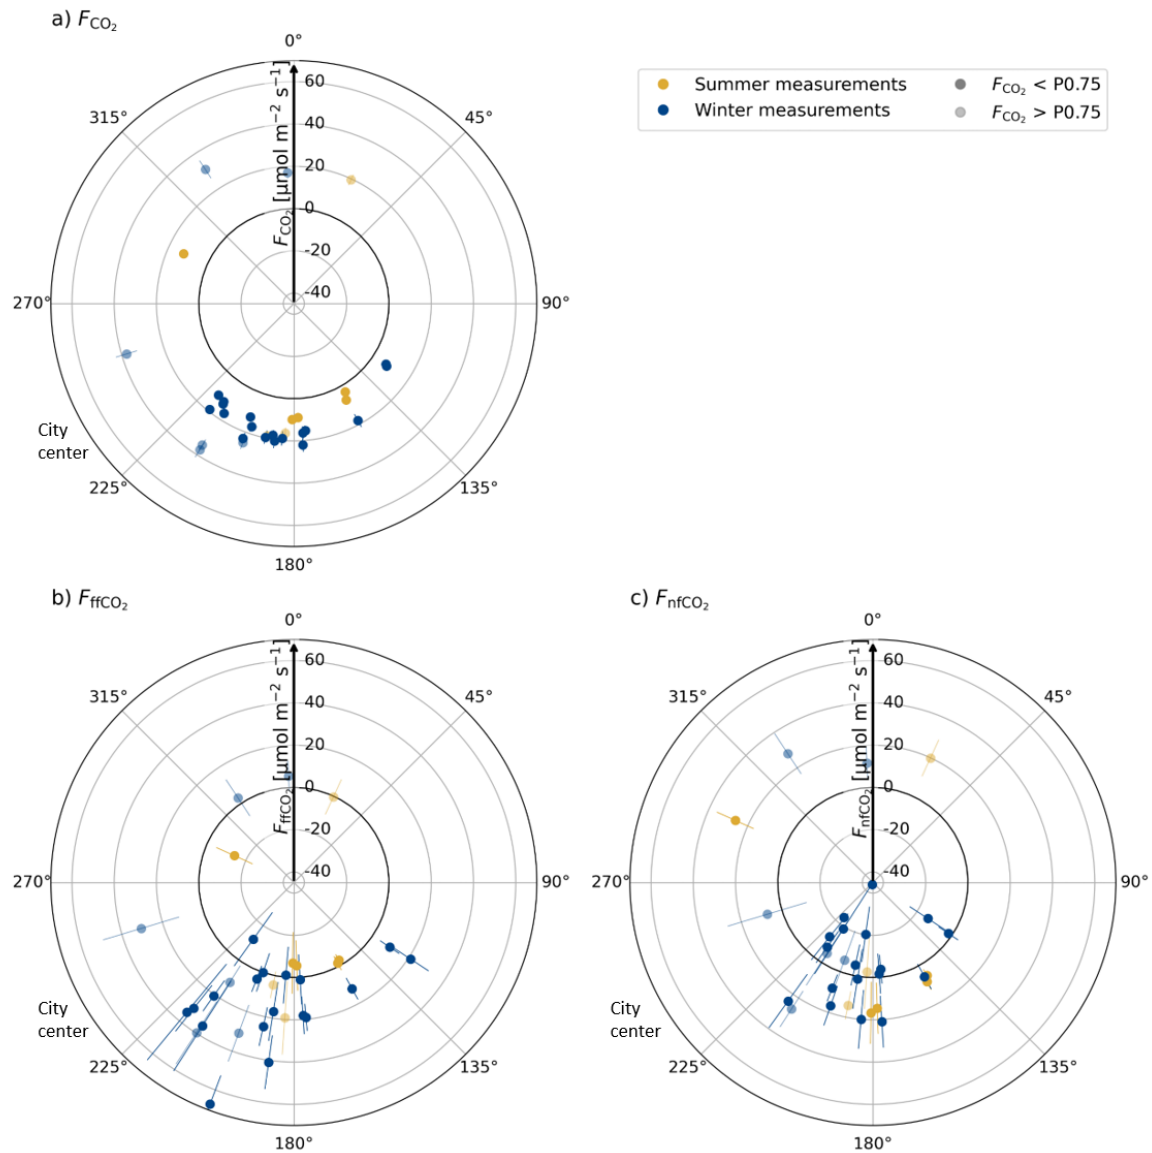 a) F_CO₂
0°
F_CO₂ [µmol m⁻² s⁻¹]
60
40
20
0
-20
-40
45°
90°
135°
180°
225°
270°
315°
City
center
Summer measurements
Winter measurements
F_CO₂ < P0.75
F_CO₂ > P0.75
b) F_ffCO₂
0°
F_ffCO₂ [µmol m⁻² s⁻¹]
60
40
20
0
-20
-40
45°
90°
135°
180°
225°
270°
315°
City
center
c) F_nfCO₂
0°
F_nfCO₂ [µmol m⁻² s⁻¹]
60
40
20
0
-20
-40
45°
90°
135°
180°
225°
270°
315°
City
center